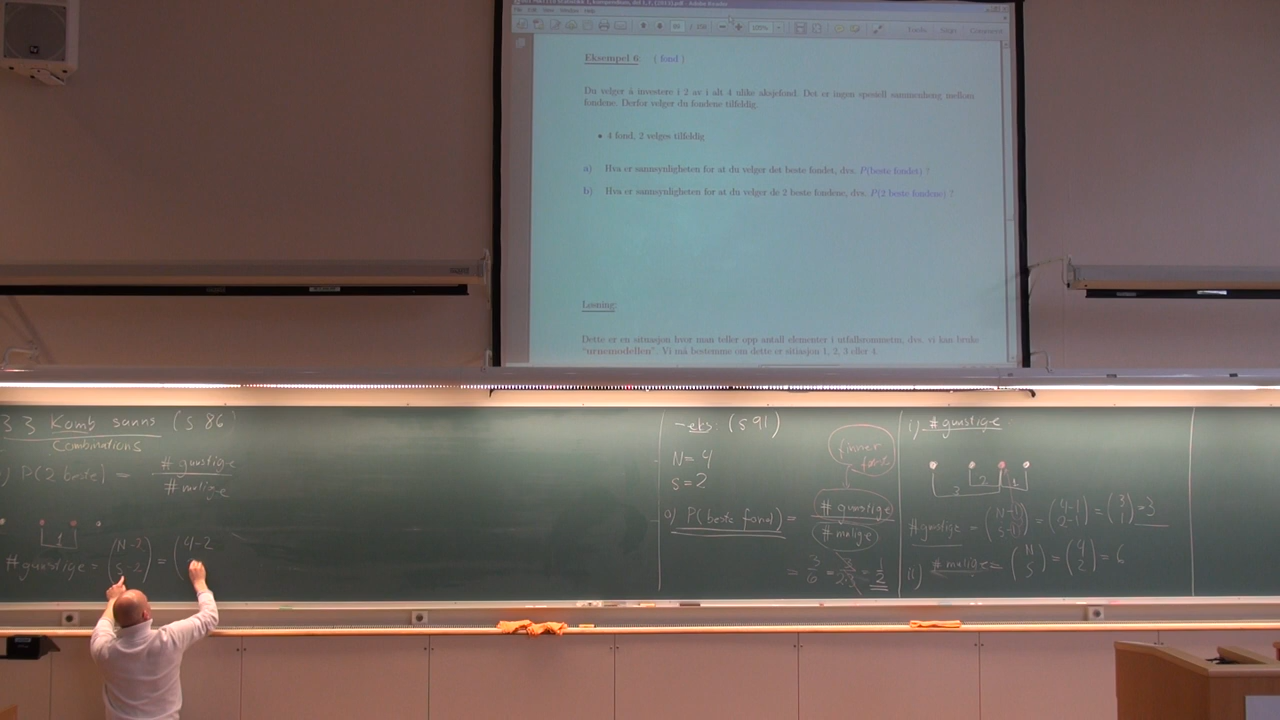 Eksempel 6: ( fond )
Du velger å investere i 2 av i alt 4 ulike aksjefond. Det er ingen spesiell sammenheng mellom
fondene. Derfor velger du fondene tilfeldig.
• 4 fond, 2 velges tilfeldig
a) Hva er sannsynligheten for at du velger det beste fondet, dvs. P(beste fondet) ?
b) Hva er sannsynligheten for at du velger de 2 beste fondene, dvs. P(2 beste fondene) ?
Løsning:
Dette er en situasjon hvor man teller opp antall elementer i utfallsrommetm, dvs. vi kan bruke
"urnemodellen". Vi må bestemme om dette er sitiasjon 1, 2, 3 eller 4.
3 3 Komb sanns (s 86)
Combinations
) P(2 beste) = # gunstige / # mulige
1
# gunstige = (N-2 s-2) = (4-2
- eks: (s 91)
N = 4
s = 2
finner først
a) P(beste fond) = # gunstige / # mulige
= 3/6 = 3/2·3 = 1/2
i) # gunstige
3 2 1
# gunstige = (N-1 s-1) = (4-1 2-1) = (3 1) = 3
ii) # mulige = (N s) = (4 2) = 6